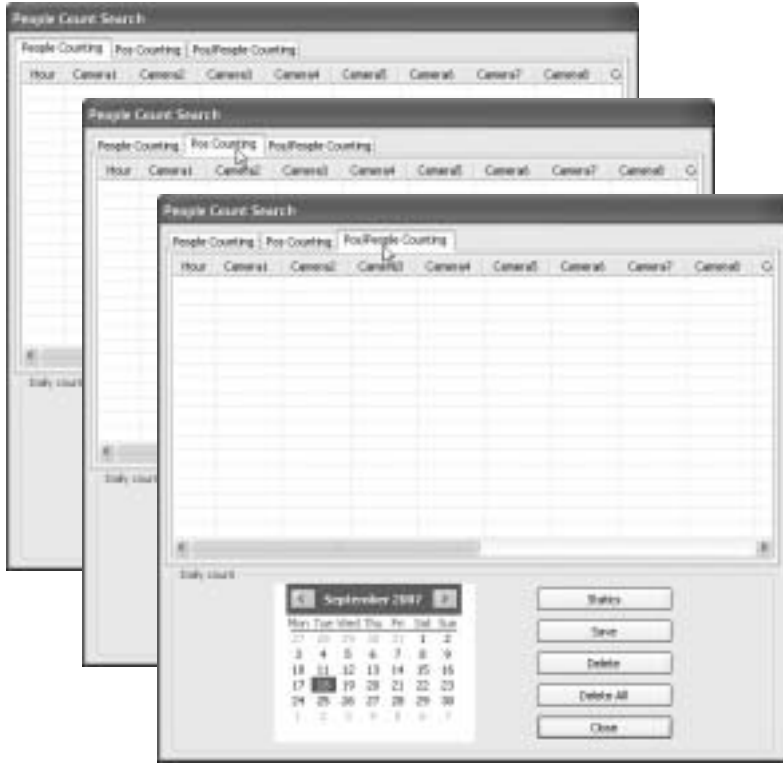 People Count Search
People Counting Pos Counting Pos/People Counting
Hour Camera1 Camera2 Camera3 Camera4 Camera5 Camera6 Camera7 Camera8 C
Daily count
People Count Search
People Counting Pos Counting Pos/People Counting
Hour Camera1 Camera2 Camera3 Camera4 Camera5 Camera6 Camera7 Camera8 C
Daily count
People Count Search
People Counting Pos Counting Pos/People Counting
Hour Camera1 Camera2 Camera3 Camera4 Camera5 Camera6 Camera7 Camera8 C
Daily count
September 2007
Mon Tue Wed Thu Fri Sat Sun
27 28 29 30 31 1 2
3 4 5 6 7 8 9
10 11 12 13 14 15 16
17 18 19 20 21 22 23
24 25 26 27 28 29 30
1 2 3 4 5 6 7
Save
Delete
Delete All
Close